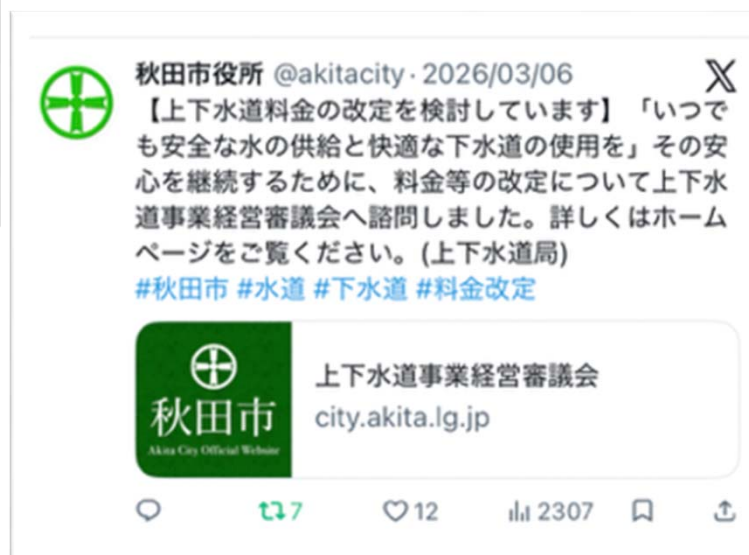 秋田市役所 @akitacity · 2026/03/06
【上下水道料金の改定を検討しています】 「いつで
も安全な水の供給と快適な下水道の使用を」その安
心を継続するために、料金等の改定について上下水
道事業経営審議会へ諮問しました。詳しくはホーム
ページをご覧ください。(上下水道局)
#秋田市 #水道 #下水道 #料金改定
秋田市
Akita City Official Website
上下水道事業経営審議会
city.akita.lg.jp
7 12 2307